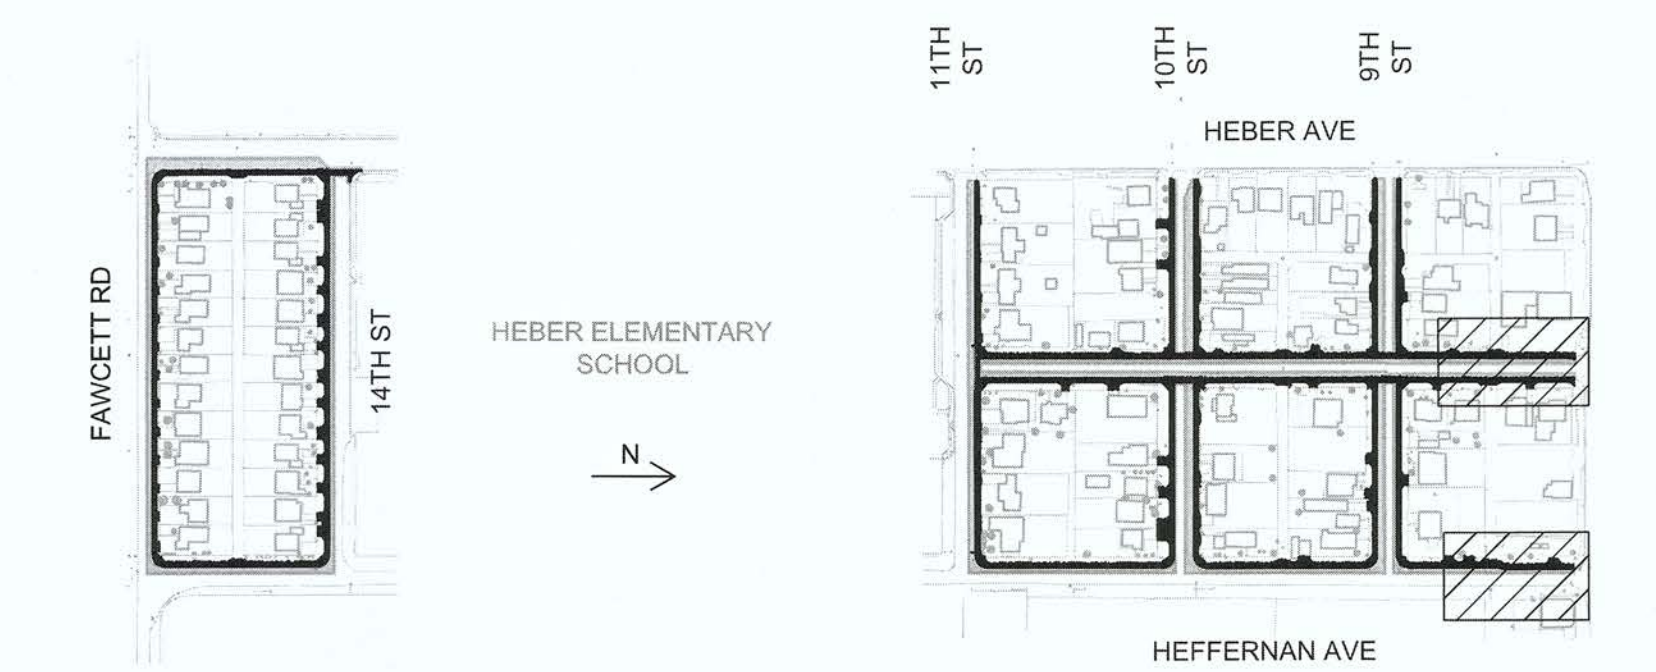 11TH
ST
10TH
ST
9TH
ST
HEBER AVE
FAWCETT RD
14TH ST
HEBER ELEMENTARY
SCHOOL
N
HEFFERNAN AVE